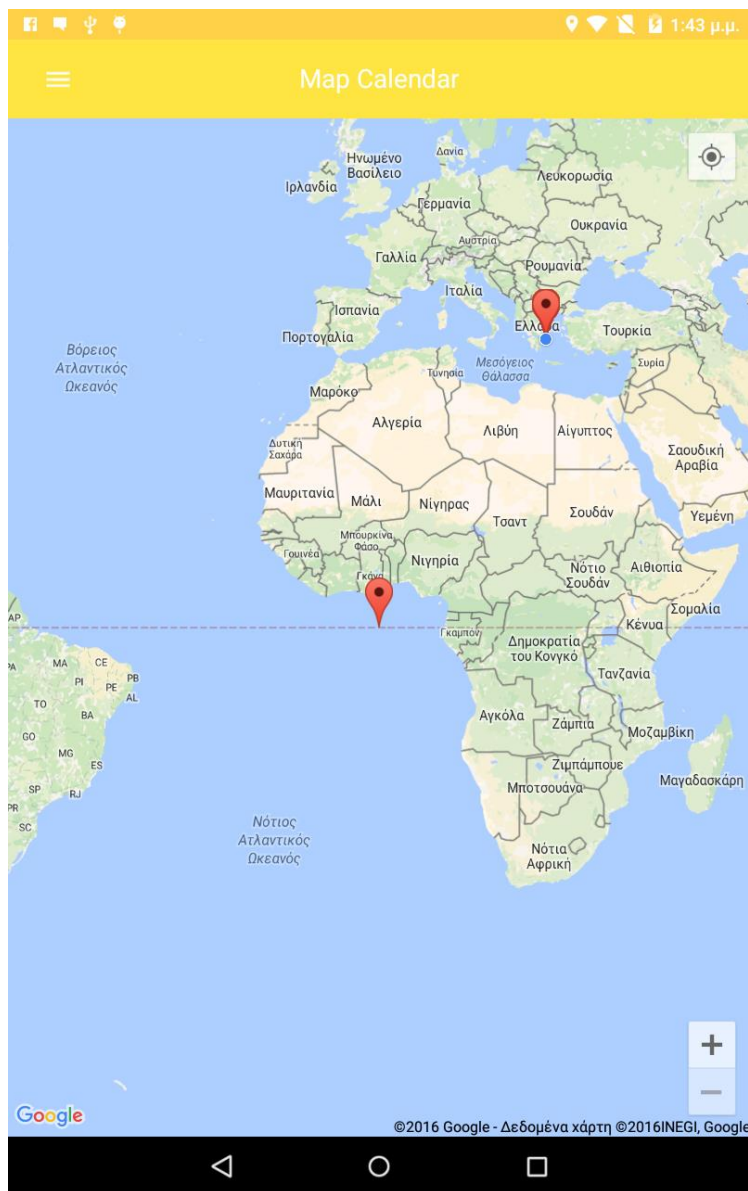 1:43 μ.μ.
Map Calendar
Ηνωμένο
Βασίλειο
Δανία
Ιρλανδία
Λευκορωσία
Γερμανία
Ουκρανία
Αυστρία
Γαλλία
Ρουμανία
Ιταλία
Ισπανία
Ελλάδα
Τουρκία
Πορτογαλία
Βόρειος
Ατλαντικός
Ωκεανός
Μεσόγειος
Θάλασσα
Τυνησία
Συρία
Μαρόκο
Αλγερία
Λιβύη
Αίγυπτος
Δυτική
Σαχάρα
Σαουδική
Αραβία
Μαυριτανία
Μάλι
Νίγηρας
Τσαντ
Σουδάν
Υεμένη
Μπουρκίνα
Φάσο
Γουινέα
Νιγηρία
Νότιο
Σουδάν
Αιθιοπία
Γκάνα
Σομαλία
AP
Γκαμπόν
Κένυα
Δημοκρατία
του Κονγκό
PA
MA
CE
Τανζανία
PI
PE
PB
AL
TO
BA
Αγκόλα
Ζάμπια
Μοζαμβίκη
GO
MG
ES
Ζιμπάμπουε
Μαγαδασκάρη
SP
RJ
Μποτσουάνα
PR
SC
Νότιος
Ατλαντικός
Ωκεανός
Νότια
Αφρική
Google
©2016 Google - Δεδομένα χάρτη ©2016INEGI, Google